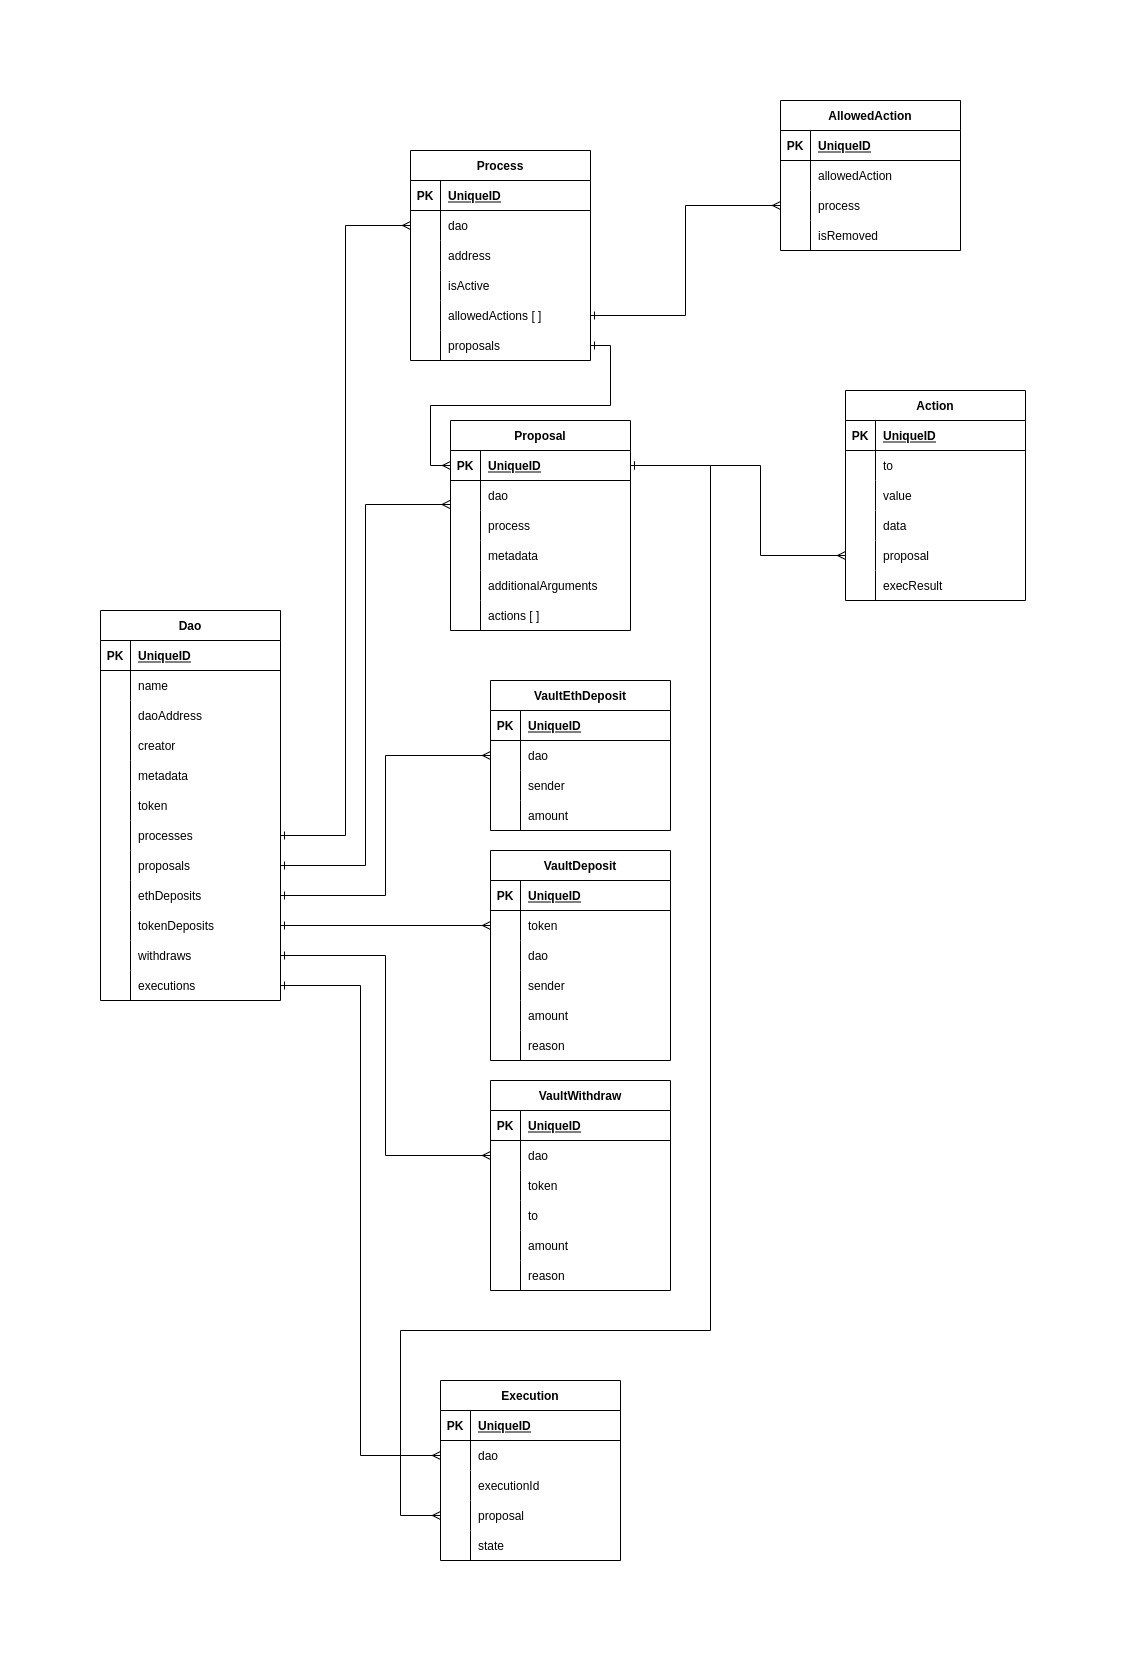 AllowedAction
PK UniqueID
allowedAction
process
isRemoved
Process
PK UniqueID
dao
address
isActive
allowedActions [ ]
proposals
Action
PK UniqueID
to
value
data
proposal
execResult
Proposal
PK UniqueID
dao
process
metadata
additionalArguments
actions [ ]
Dao
PK UniqueID
name
daoAddress
creator
metadata
token
processes
proposals
ethDeposits
tokenDeposits
withdraws
executions
VaultEthDeposit
PK UniqueID
dao
sender
amount
VaultDeposit
PK UniqueID
token
dao
sender
amount
reason
VaultWithdraw
PK UniqueID
dao
token
to
amount
reason
Execution
PK UniqueID
dao
executionId
proposal
state